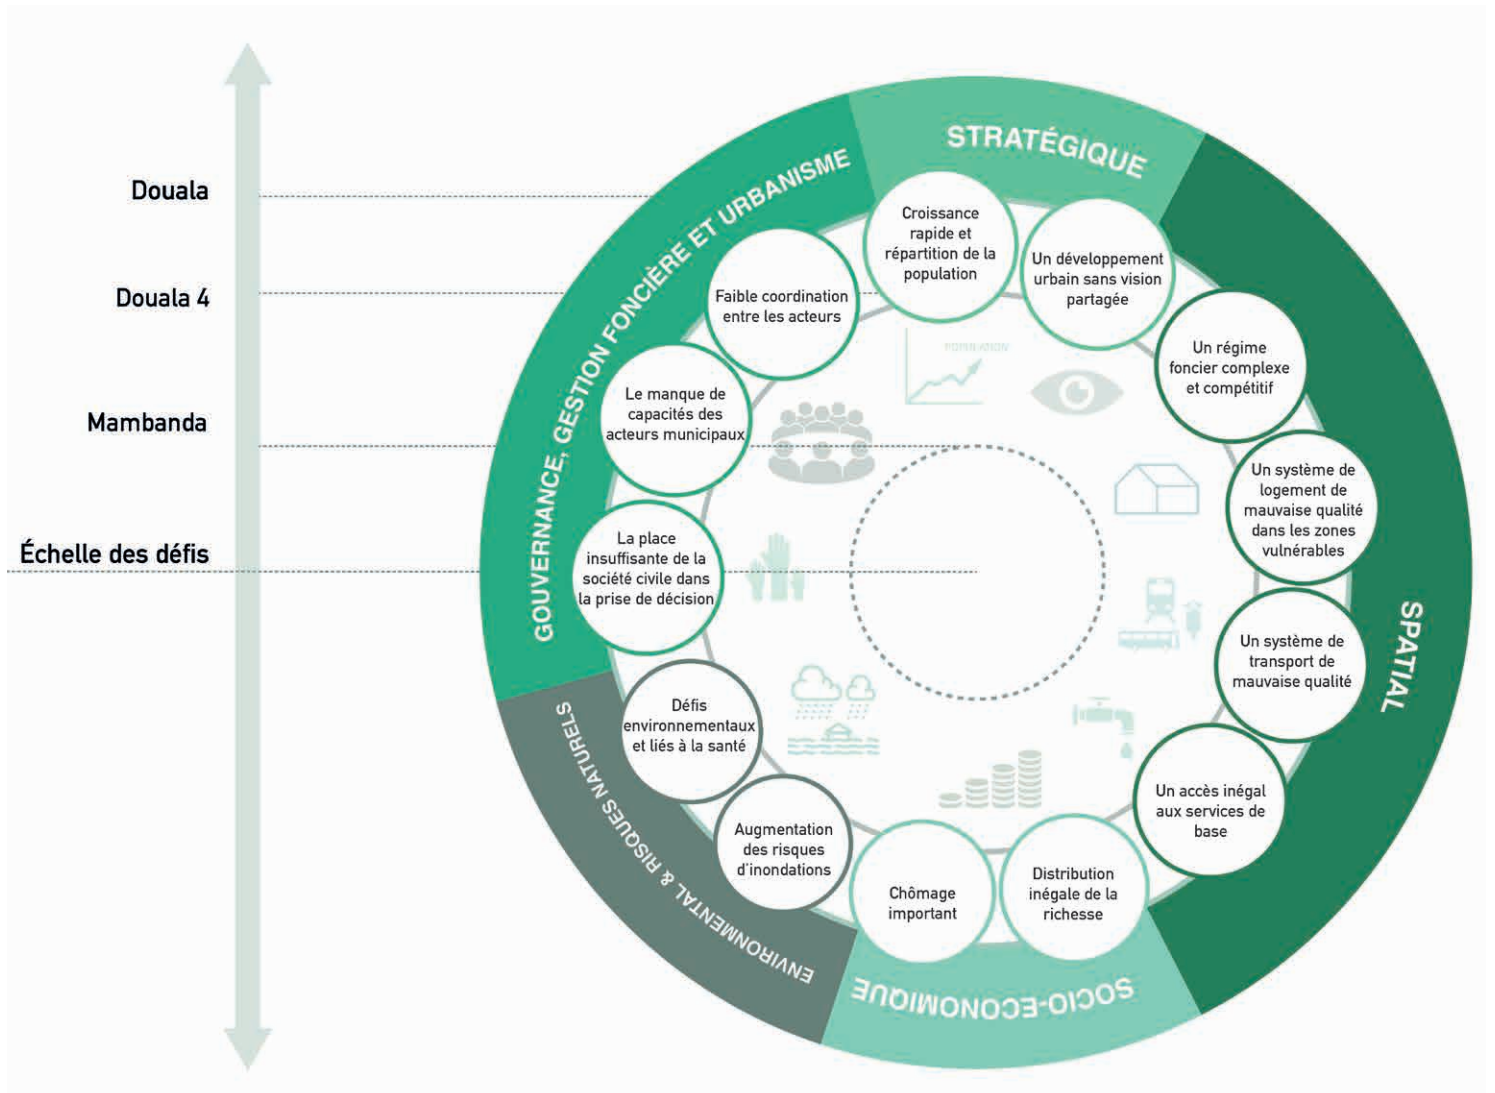 Douala
Douala 4
Mambanda
Échelle des défis
GOUVERNANCE, GESTION FONCIÈRE ET URBANISME
STRATÉGIQUE
SPATIAL
SOCIO-ECONOMIQUE
ENVIRONMENTAL & RISQUES NATURELS
Croissance
rapide et
répartition de la
population
Un développement
urbain sans vision
partagée
Un régime
foncier complexe
et compétitif
Un système de
logement de
mauvaise qualité
dans les zones
vulnérables
Un système de
transport de
mauvaise qualité
Un accès inégal
aux services de
base
Distribution
inégale de la
richesse
Chômage
important
Augmentation
des risques
d'inondations
Défis
environnementaux
et liés à la santé
La place
insuffisante de la
société civile dans
la prise de décision
Le manque de
capacités des
acteurs municipaux
Faible coordination
entre les acteurs
POPULATION